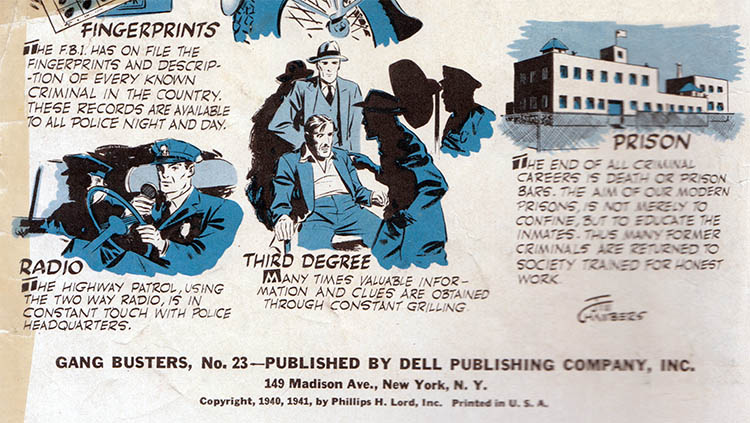 FINGERPRINTS
THE F.B.I. HAS ON FILE THE
FINGERPRINTS AND DESCRIP-
-TION OF EVERY KNOWN
CRIMINAL IN THE COUNTRY.
THESE RECORDS ARE AVAILABLE
TO ALL POLICE NIGHT AND DAY.
RADIO
THE HIGHWAY PATROL, USING
THE TWO WAY RADIO, IS IN
CONSTANT TOUCH WITH POLICE
HEADQUARTERS.
THIRD DEGREE
MANY TIMES VALUABLE INFOR-
MATION AND CLUES ARE OBTAINED
THROUGH CONSTANT GRILLING.
PRISON
THE END OF ALL CRIMINAL
CAREERS IS DEATH OR PRISON
BARS. THE AIM OF OUR MODERN
PRISONS, IS NOT MERELY TO
CONFINE, BUT TO EDUCATE THE
INMATES. THUS MANY FORMER
CRIMINALS ARE RETURNED TO
SOCIETY TRAINED FOR HONEST
WORK.
JIM
CHAMBERS
GANG BUSTERS, No. 23—PUBLISHED BY DELL PUBLISHING COMPANY, INC.
149 Madison Ave., New York, N. Y.
Copyright, 1940, 1941, by Phillips H. Lord, Inc. Printed in U. S. A.